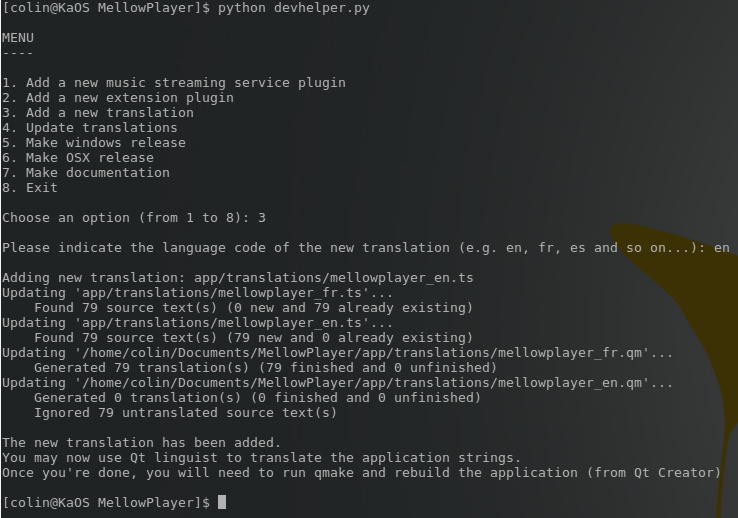 [colin@KaOS MellowPlayer]$ python devhelper.py
MENU
----
1. Add a new music streaming service plugin
2. Add a new extension plugin
3. Add a new translation
4. Update translations
5. Make windows release
6. Make OSX release
7. Make documentation
8. Exit
Choose an option (from 1 to 8): 3
Please indicate the language code of the new translation (e.g. en, fr, es and so on...): en
Adding new translation: app/translations/mellowplayer_en.ts
Updating 'app/translations/mellowplayer_fr.ts'...
    Found 79 source text(s) (0 new and 79 already existing)
Updating 'app/translations/mellowplayer_en.ts'...
    Found 79 source text(s) (79 new and 0 already existing)
Updating '/home/colin/Documents/MellowPlayer/app/translations/mellowplayer_fr.qm'...
    Generated 79 translation(s) (79 finished and 0 unfinished)
Updating '/home/colin/Documents/MellowPlayer/app/translations/mellowplayer_en.qm'...
    Generated 0 translation(s) (0 finished and 0 unfinished)
    Ignored 79 untranslated source text(s)
The new translation has been added.
You may now use Qt linguist to translate the application strings.
Once you're done, you will need to run qmake and rebuild the application (from Qt Creator)
[colin@KaOS MellowPlayer]$